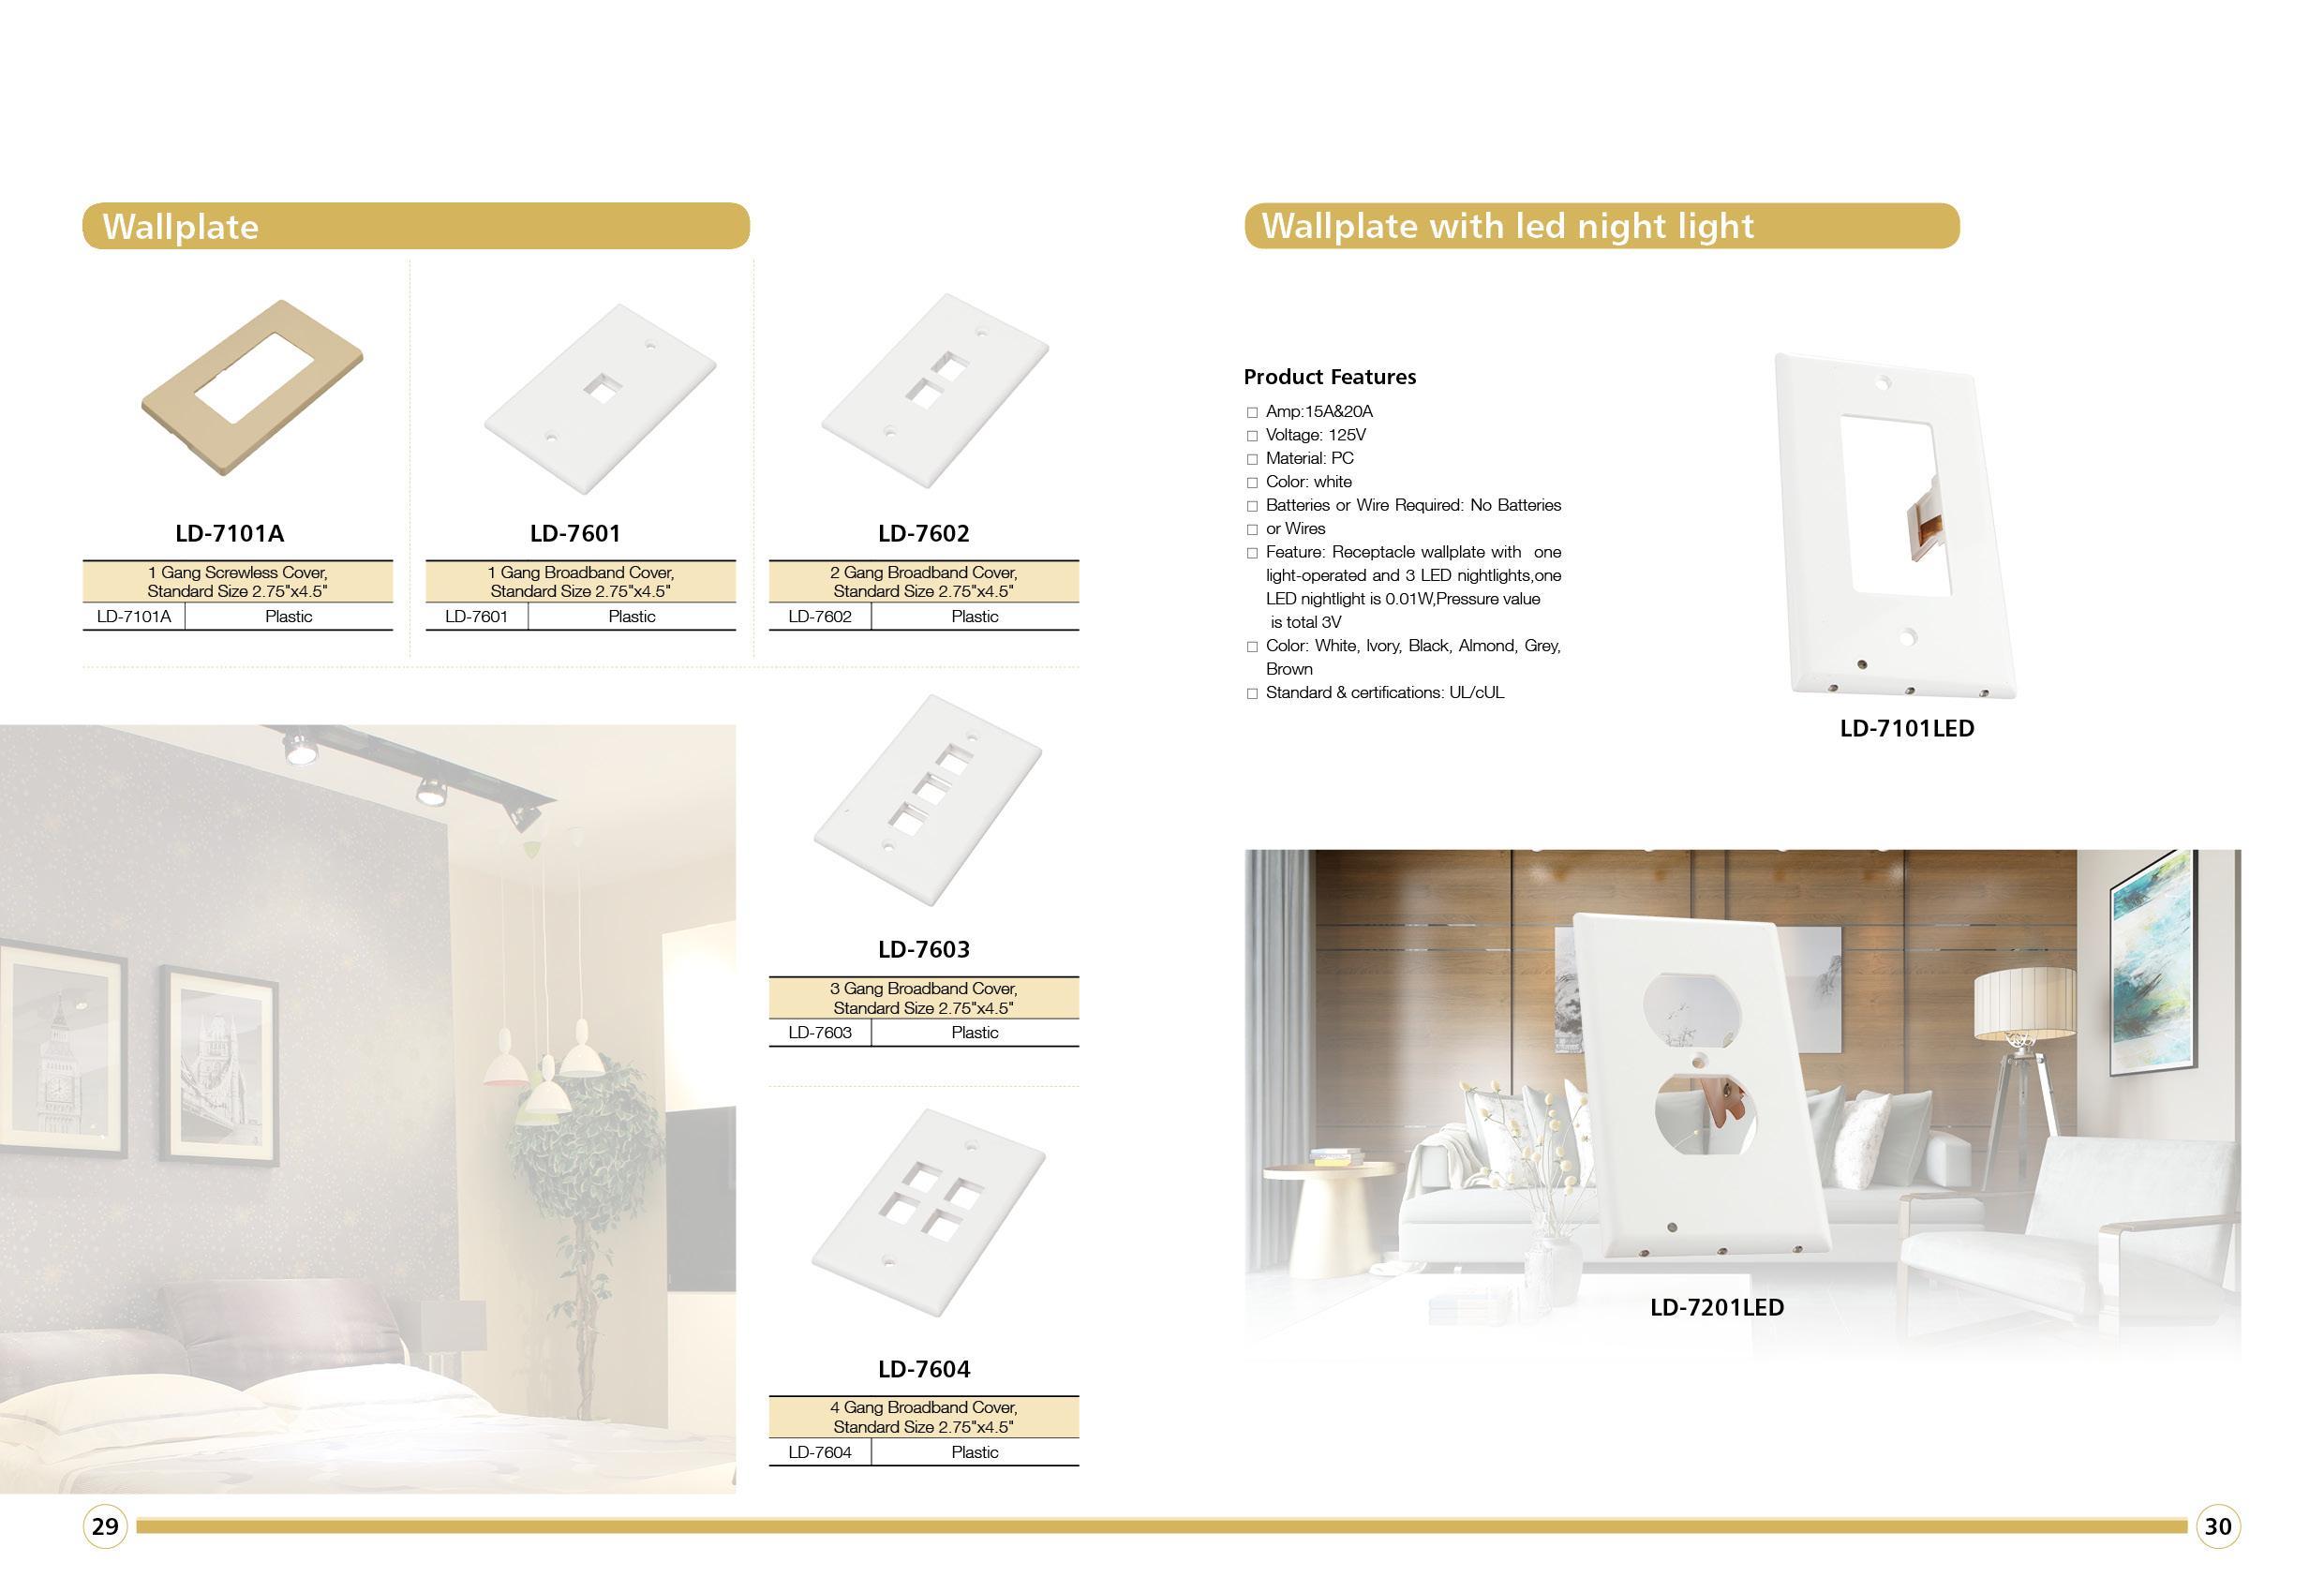 Wallplate
LD-7101A
1 Gang Screwless Cover,
Standard Size 2.75"x4.5"
LD-7101A Plastic
LD-7601
1 Gang Broadband Cover,
Standard Size 2.75"x4.5"
LD-7601 Plastic
LD-7602
2 Gang Broadband Cover,
Standard Size 2.75"x4.5"
LD-7602 Plastic
LD-7603
3 Gang Broadband Cover,
Standard Size 2.75"x4.5"
LD-7603 Plastic
LD-7604
4 Gang Broadband Cover,
Standard Size 2.75"x4.5"
LD-7604 Plastic
29
Wallplate with led night light
Product Features
□ Amp:15A&20A
□ Voltage: 125V
□ Material: PC
□ Color: white
□ Batteries or Wire Required: No Batteries
□ or Wires
□ Feature: Receptacle wallplate with one
light-operated and 3 LED nightlights,one
LED nightlight is 0.01W,Pressure value
is total 3V
□ Color: White, Ivory, Black, Almond, Grey,
Brown
□ Standard & certifications: UL/cUL
LD-7101LED
LD-7201LED
30